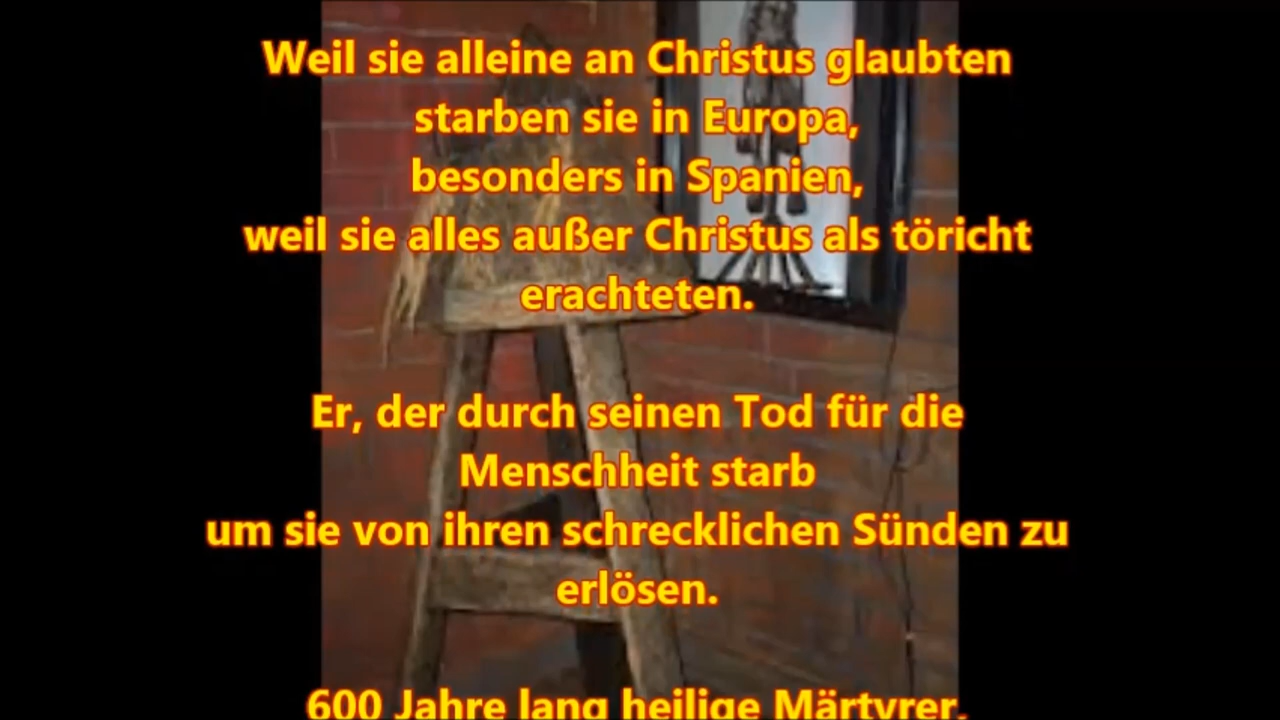 Weil sie alleine an Christus glaubten
starben sie in Europa,
besonders in Spanien,
weil sie alles außer Christus als töricht
erachteten.
Er, der durch seinen Tod für die
Menschheit starb
um sie von ihren schrecklichen Sünden zu
erlösen.
600 Jahre lang heilige Märtyrer,